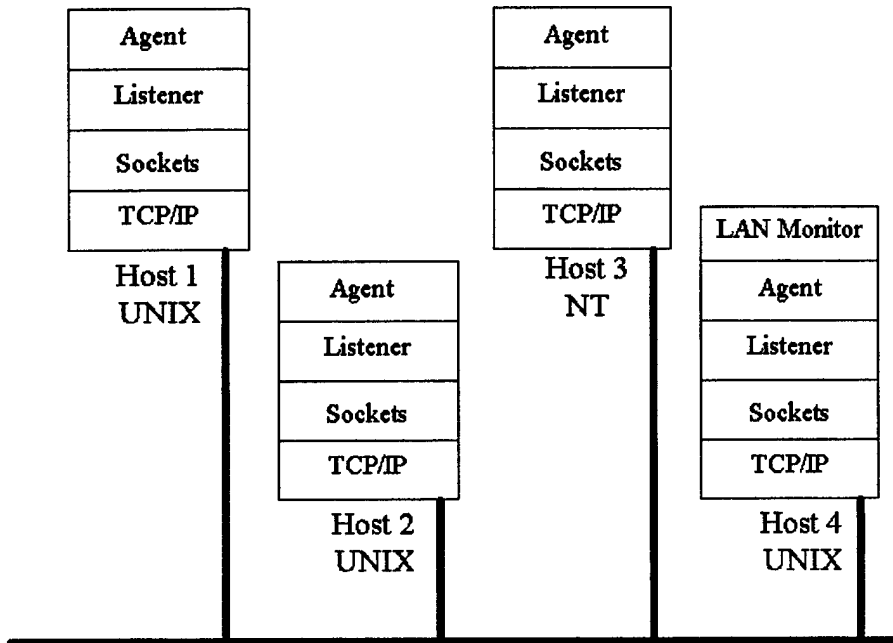 Agent
Listener
Sockets
TCP/IP
Host 1
UNIX
Agent
Listener
Sockets
TCP/IP
Host 2
UNIX
Agent
Listener
Sockets
TCP/IP
Host 3
NT
LAN Monitor
Agent
Listener
Sockets
TCP/IP
Host 4
UNIX